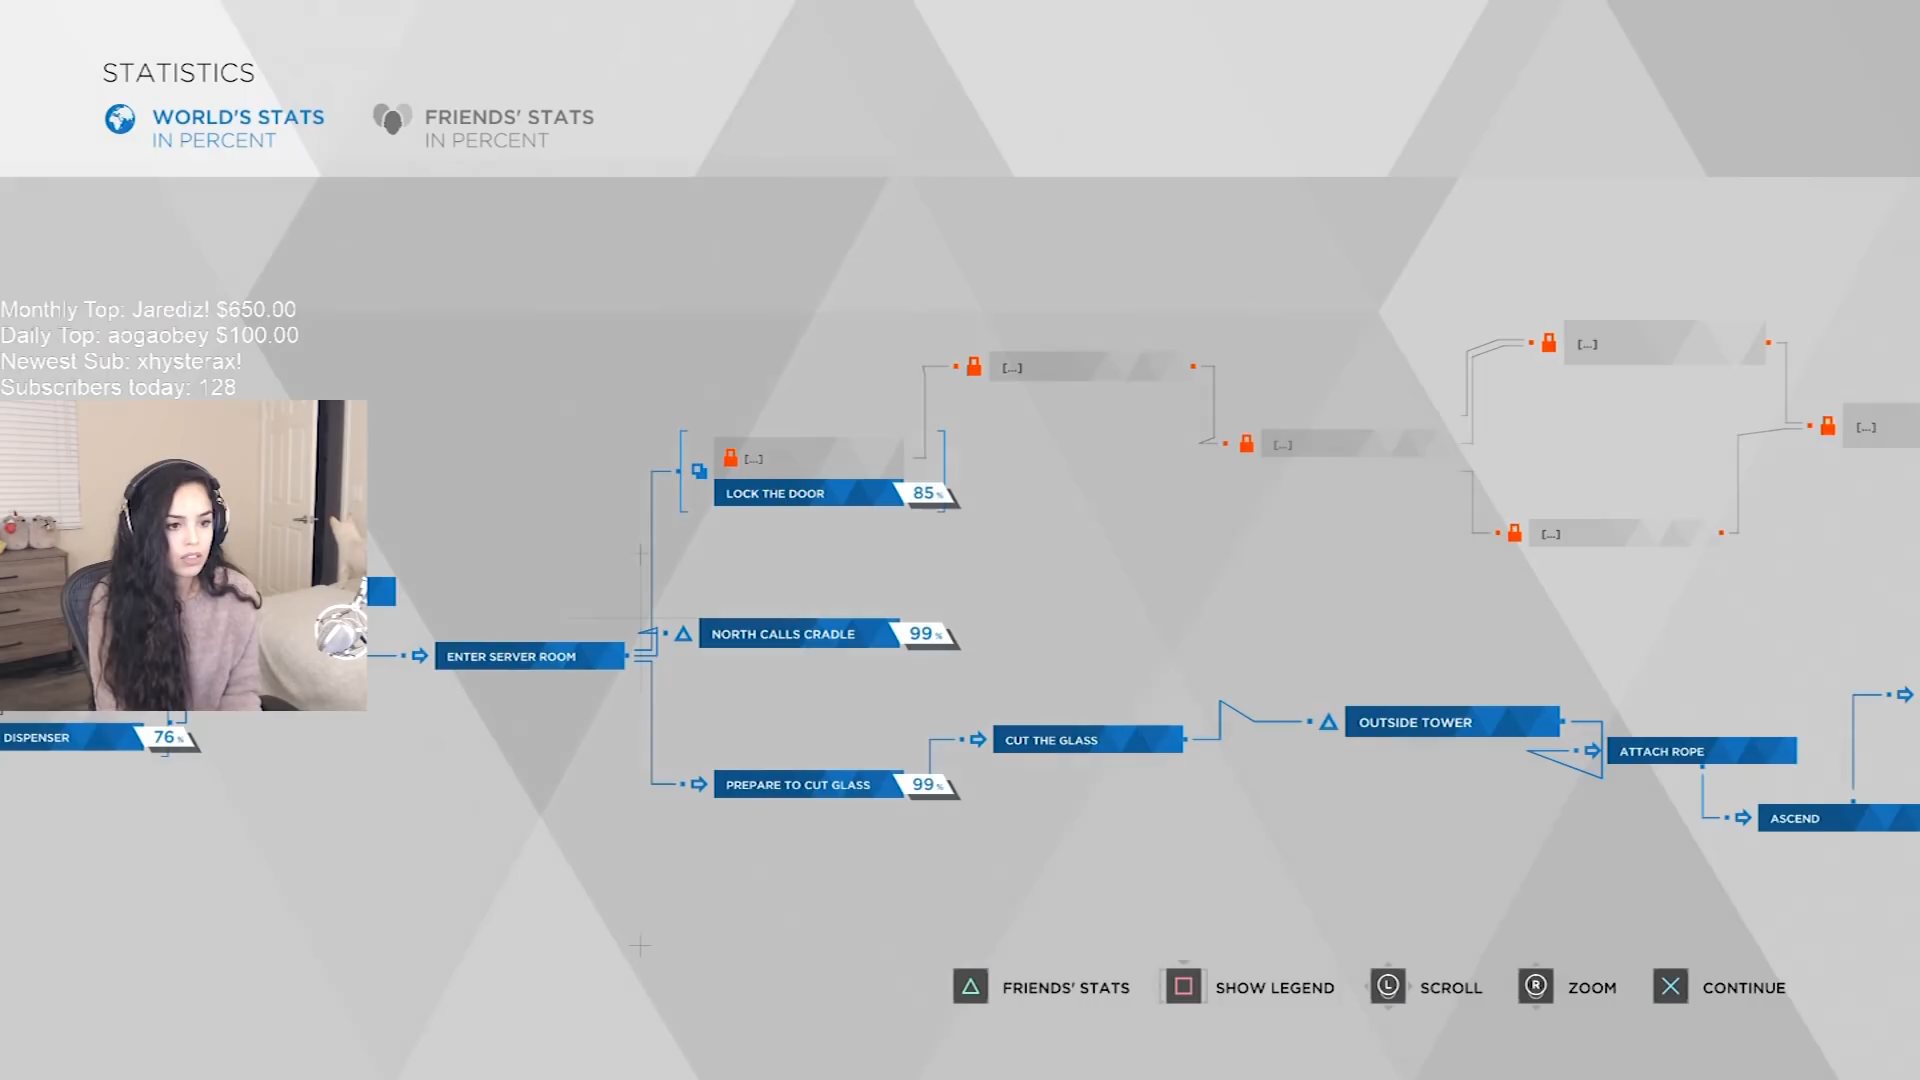 STATISTICS
WORLD'S STATS
IN PERCENT
FRIENDS' STATS
IN PERCENT
Monthly Top: Jarediz! $650.00
Daily Top: aogaobey $100.00
Newest Sub: xhysterax!
Subscribers today: 128
[...]
[...]
[...]
[...]
[...]
[...]
LOCK THE DOOR 85%
NORTH CALLS CRADLE 99%
ENTER SERVER ROOM
DISPENSER 76%
PREPARE TO CUT GLASS 99%
CUT THE GLASS
OUTSIDE TOWER
ATTACH ROPE
ASCEND
FRIENDS' STATS
SHOW LEGEND
L SCROLL
R ZOOM
CONTINUE